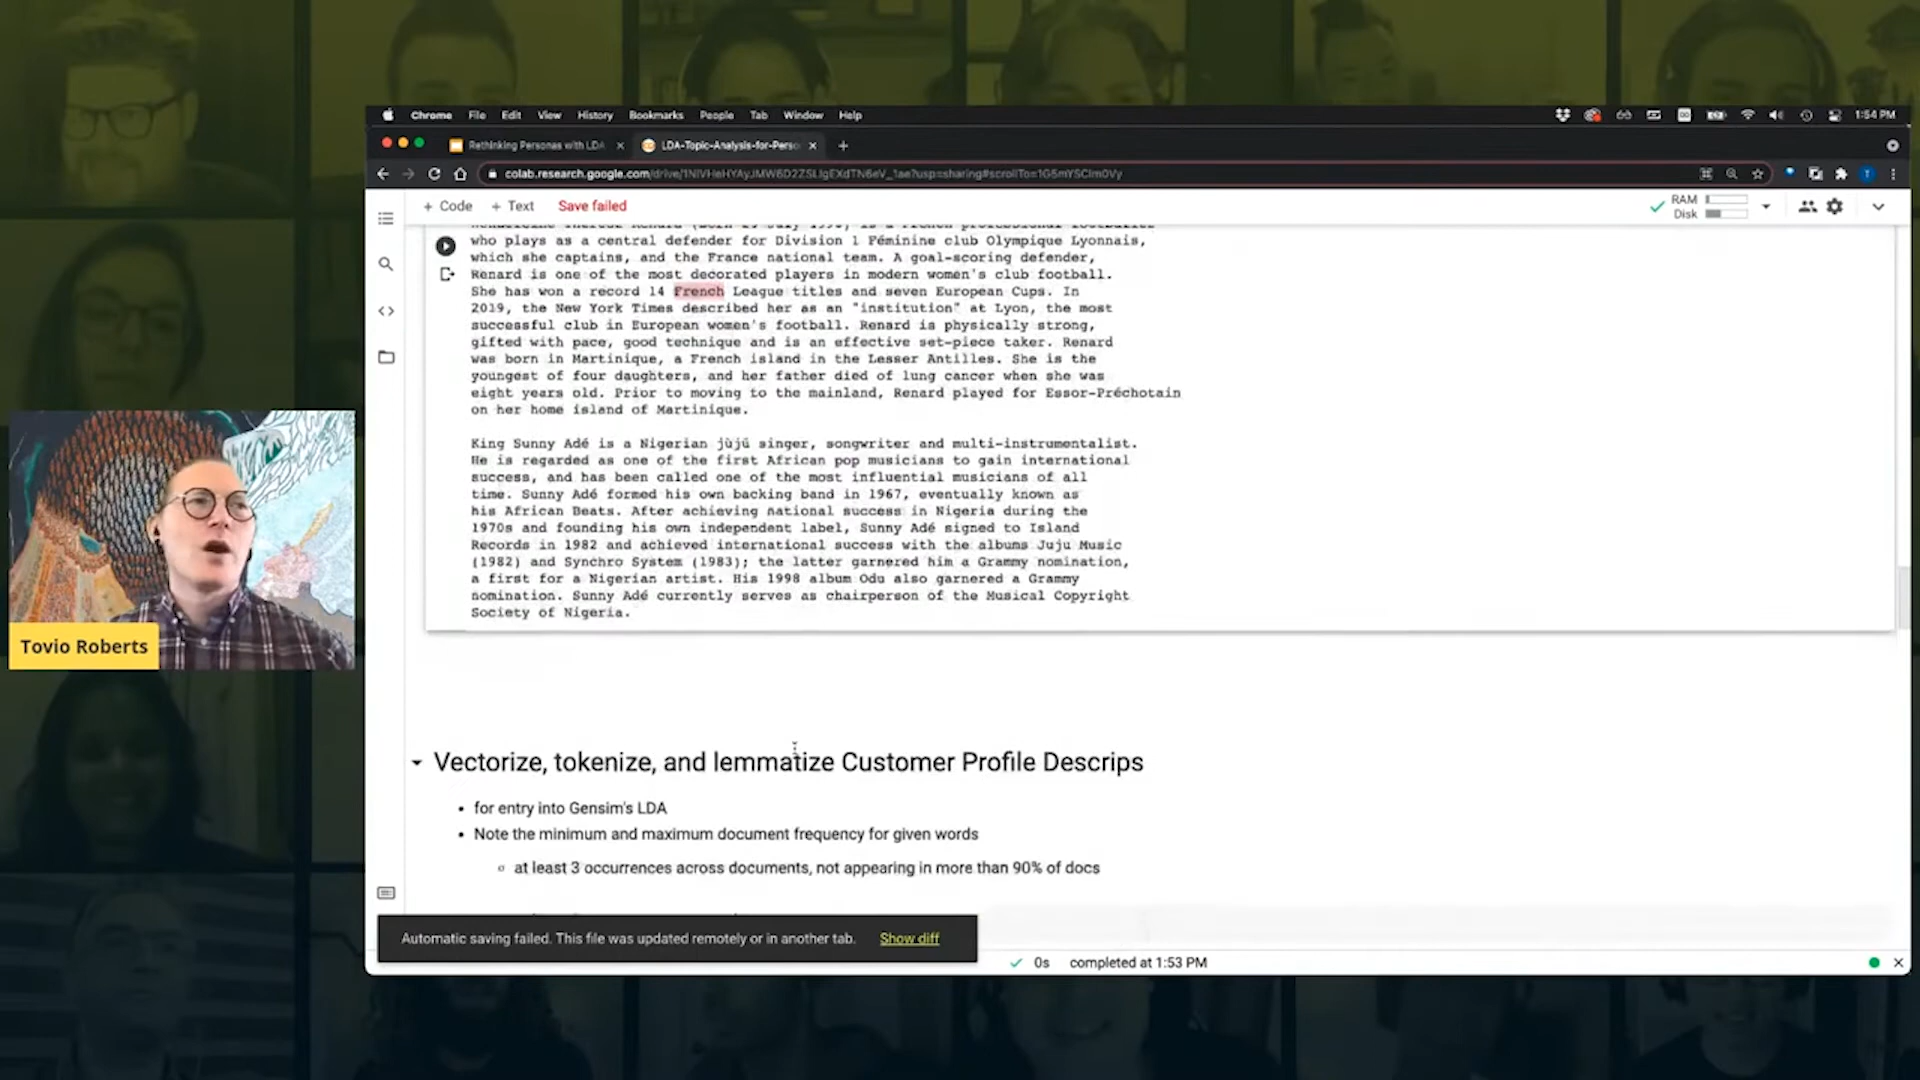 Chrome File Edit View History Bookmarks People Tab Window Help 1:54 PM
Rethinking Personas with LDA × LDA-Topic-Analysis-for-Perso × +
colab.research.google.com
+ Code + Text Save failed RAM
Disk
who plays as a central defender for Division 1 Féminine club Olympique Lyonnais,
which she captains, and the France national team. A goal-scoring defender,
Renard is one of the most decorated players in modern women's club football.
She has won a record 14 French League titles and seven European Cups. In
2019, the New York Times described her as an "institution" at Lyon, the most
successful club in European women's football. Renard is physically strong,
gifted with pace, good technique and is an effective set-piece taker. Renard
was born in Martinique, a French island in the Lesser Antilles. She is the
youngest of four daughters, and her father died of lung cancer when she was
eight years old. Prior to moving to the mainland, Renard played for Essor-Préchotain
on her home island of Martinique.
King Sunny Adé is a Nigerian jùjú singer, songwriter and multi-instrumentalist.
He is regarded as one of the first African pop musicians to gain international
success, and has been called one of the most influential musicians of all
time. Sunny Adé formed his own backing band in 1967, eventually known as
his African Beats. After achieving national success in Nigeria during the
1970s and founding his own independent label, Sunny Adé signed to Island
Records in 1982 and achieved international success with the albums Juju Music
(1982) and Synchro System (1983); the latter garnered him a Grammy nomination,
a first for a Nigerian artist. His 1998 album Odu also garnered a Grammy
nomination. Sunny Adé currently serves as chairperson of the Musical Copyright
Society of Nigeria.
Tovio Roberts
Vectorize, tokenize, and lemmatize Customer Profile Descrips
• for entry into Gensim's LDA
• Note the minimum and maximum document frequency for given words
at least 3 occurrences across documents, not appearing in more than 90% of docs
Automatic saving failed. This file was updated remotely or in another tab. Show diff
0s completed at 1:53 PM